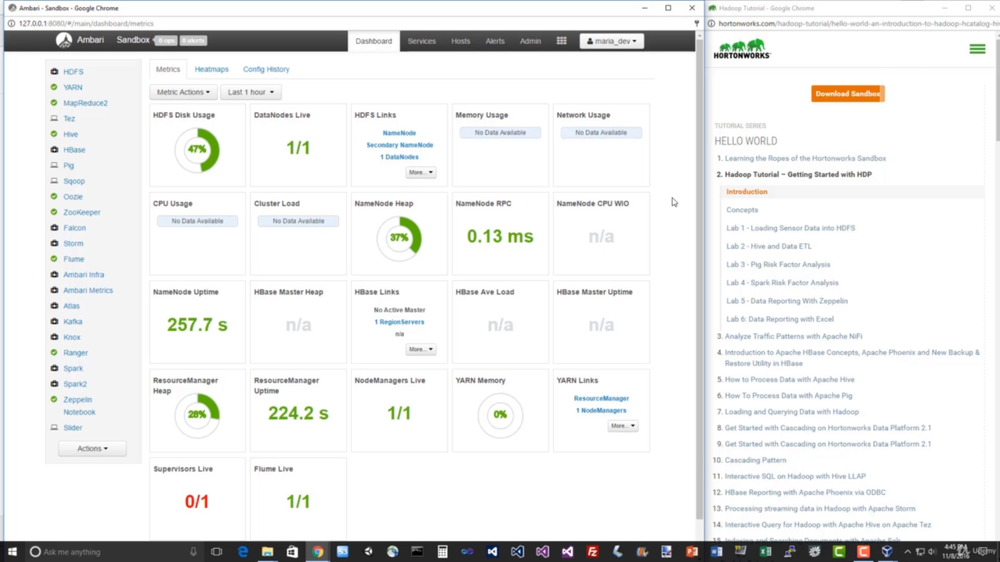 Ambari - Sandbox - Google Chrome
127.0.0.1:8080/#/main/dashboard/metrics
Ambari Sandbox 0 ops 0 alerts
Dashboard Services Hosts Alerts Admin maria_dev
HDFS
YARN
MapReduce2
Tez
Hive
HBase
Pig
Sqoop
Oozie
ZooKeeper
Falcon
Storm
Flume
Ambari Infra
Ambari Metrics
Atlas
Kafka
Knox
Ranger
Spark
Spark2
Zeppelin
Notebook
Slider
Actions
Metrics Heatmaps Config History
Metric Actions Last 1 hour
HDFS Disk Usage
47%
DataNodes Live
1/1
HDFS Links
NameNode
Secondary NameNode
1 DataNodes
More...
Memory Usage
No Data Available
Network Usage
No Data Available
CPU Usage
No Data Available
Cluster Load
No Data Available
NameNode Heap
37%
NameNode RPC
0.13 ms
NameNode CPU WIO
n/a
NameNode Uptime
257.7 s
HBase Master Heap
n/a
HBase Links
No Active Master
1 RegionServers
n/a
More...
HBase Ave Load
n/a
HBase Master Uptime
n/a
ResourceManager
Heap
28%
ResourceManager
Uptime
224.2 s
NodeManagers Live
1/1
YARN Memory
0%
YARN Links
ResourceManager
1 NodeManagers
More...
Supervisors Live
0/1
Flume Live
1/1
Hadoop Tutorial - Google Chrome
hortonworks.com/hadoop-tutorial/hello-world-an-introduction-to-hadoop-hcatalog-hiv
HORTONWORKS
Download Sandbox
TUTORIAL SERIES
HELLO WORLD
1. Learning the Ropes of the Hortonworks Sandbox
2. Hadoop Tutorial – Getting Started with HDP
Introduction
Concepts
Lab 1 - Loading Sensor Data into HDFS
Lab 2 - Hive and Data ETL
Lab 3 - Pig Risk Factor Analysis
Lab 4 - Spark Risk Factor Analysis
Lab 5 - Data Reporting With Zeppelin
Lab 6: Data Reporting with Excel
3. Analyze Traffic Patterns with Apache NiFi
4. Introduction to Apache HBase Concepts, Apache Phoenix and New Backup &
Restore Utility in HBase
5. How to Process Data with Apache Hive
6. How To Process Data with Apache Pig
7. Loading and Querying Data with Hadoop
8. Get Started with Cascading on Hortonworks Data Platform 2.1
9. Get Started with Cascading on Hortonworks Data Platform 2.1
10. Cascading Pattern
11. Interactive SQL on Hadoop with Hive LLAP
12. HBase Reporting with Apache Phoenix via ODBC
13. Processing streaming data in Hadoop with Apache Storm
14. Interactive Query for Hadoop with Apache Hive on Apache Tez
15. Indexing and Searching Documents with Apache Solr
Ask me anything
4:45 PM
11/8/2016
Udemy